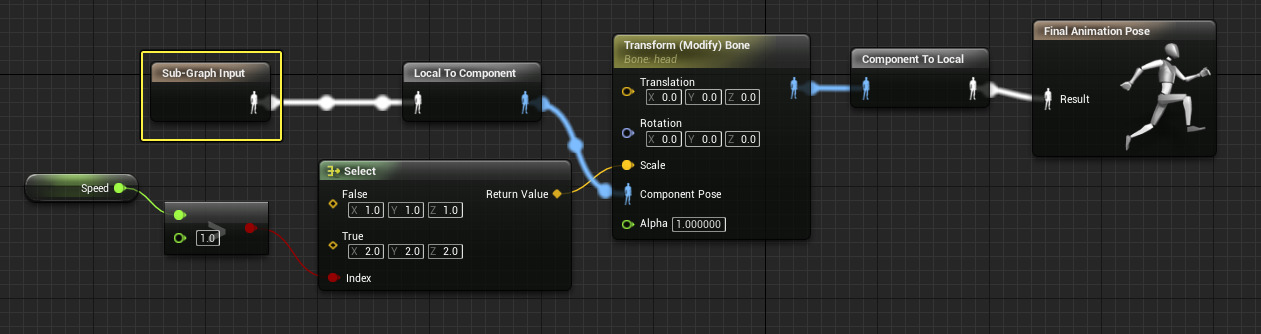 Sub-Graph Input
Local To Component
Transform (Modify) Bone
Bone: head
Translation
X 0.0 Y 0.0 Z 0.0
Rotation
X 0.0 Y 0.0 Z 0.0
Scale
Component Pose
Alpha 1.000000
Component To Local
Final Animation Pose
Result
Speed
>
1.0
Select
False
X 1.0 Y 1.0 Z 1.0
Return Value
True
X 2.0 Y 2.0 Z 2.0
Index